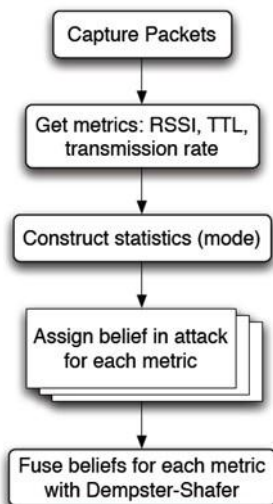 Capture Packets
Get metrics: RSSI, TTL,
transmission rate
Construct statistics (mode)
Assign belief in attack
for each metric
Fuse beliefs for each metric
with Dempster-Shafer